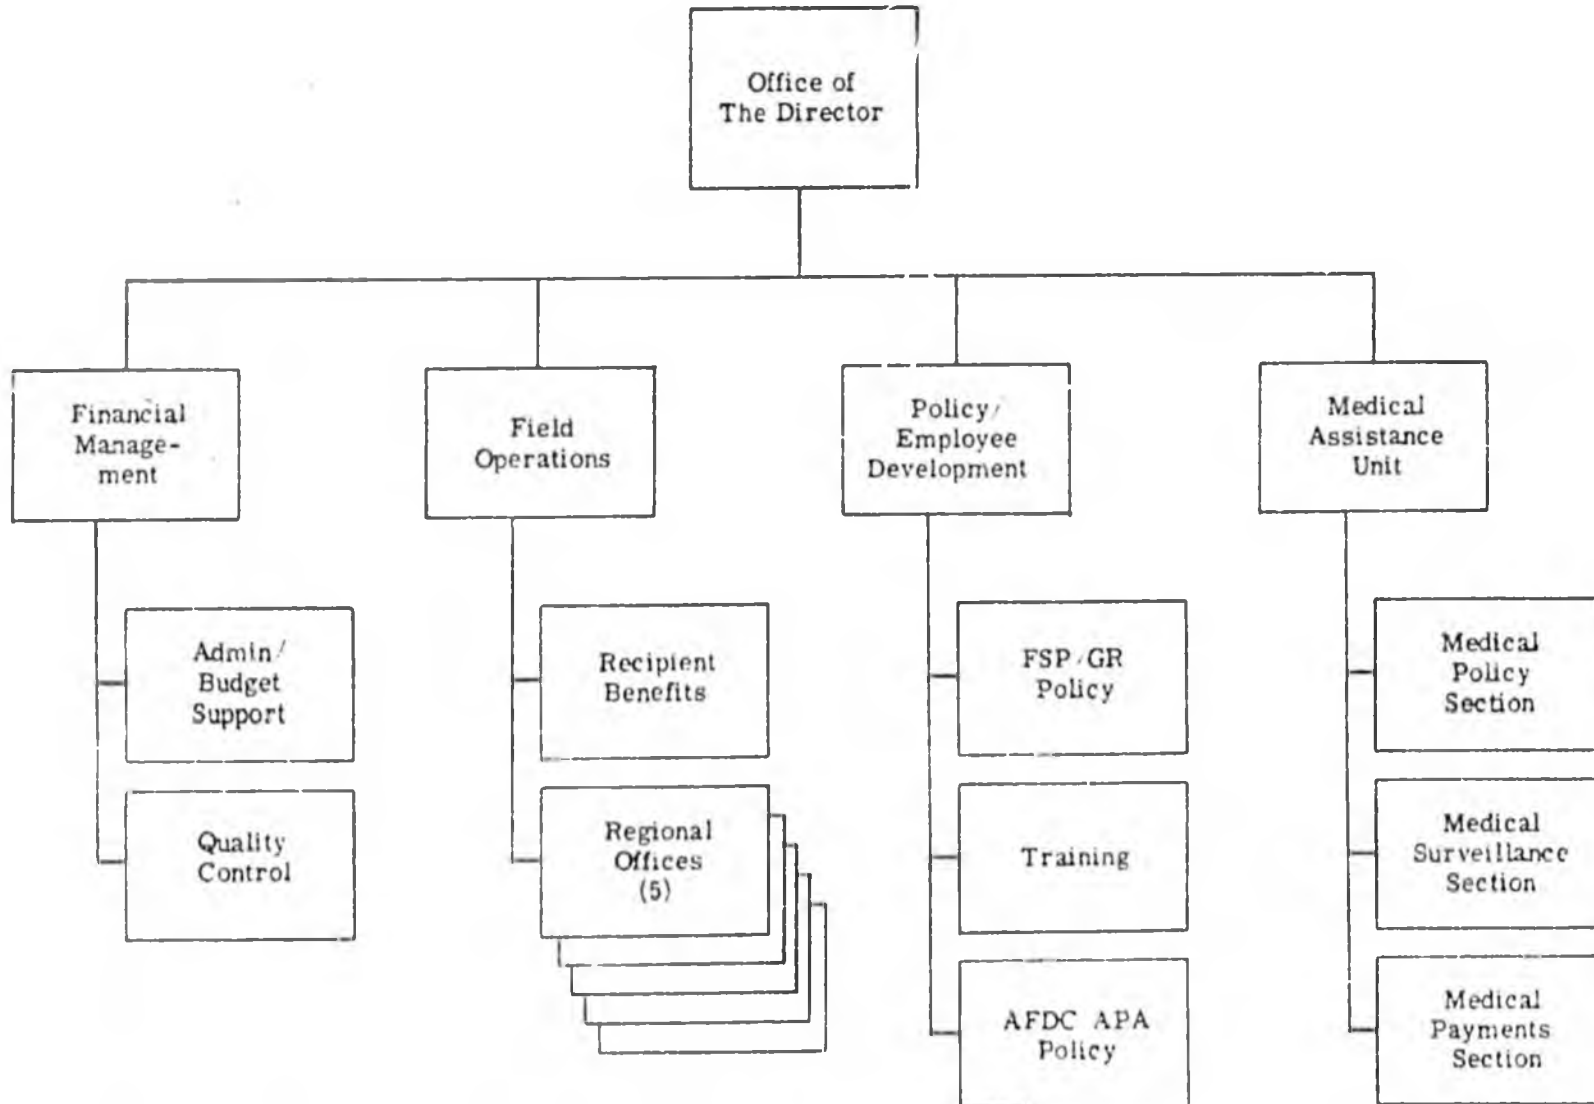 Office of
The Director
Financial
Manage-
ment
Field
Operations
Policy/
Employee
Development
Medical
Assistance
Unit
Admin/
Budget
Support
Quality
Control
Recipient
Benefits
Regional
Offices
(5)
FSP/GR
Policy
Training
AFDC APA
Policy
Medical
Policy
Section
Medical
Surveillance
Section
Medical
Payments
Section